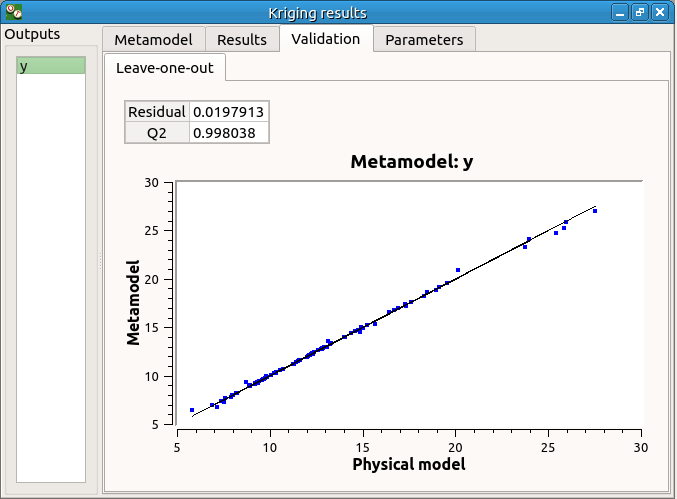 Kriging results
Outputs
y
Metamodel Results Validation Parameters
Leave-one-out
Residual 0.0197913
Q2 0.998038
Metamodel: y
Metamodel
30
25
20
15
10
5
5 10 15 20 25 30
Physical model